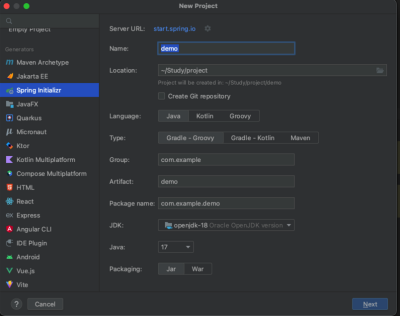 New Project
Empty Project
Generators
Maven Archetype
Jakarta EE
Spring Initializr
JavaFX
Quarkus
Micronaut
Ktor
Kotlin Multiplatform
Compose Multiplatform
HTML
React
Express
Angular CLI
IDE Plugin
Android
Vue.js
Vite
Server URL: start.spring.io
Name: demo
Location: ~/Study/project
Project will be created in: ~/Study/project/demo
Create Git repository
Language: Java Kotlin Groovy
Type: Gradle - Groovy Gradle - Kotlin Maven
Group: com.example
Artifact: demo
Package name: com.example.demo
JDK: openjdk-18 Oracle OpenJDK version
Java: 17
Packaging: Jar War
? Cancel Next